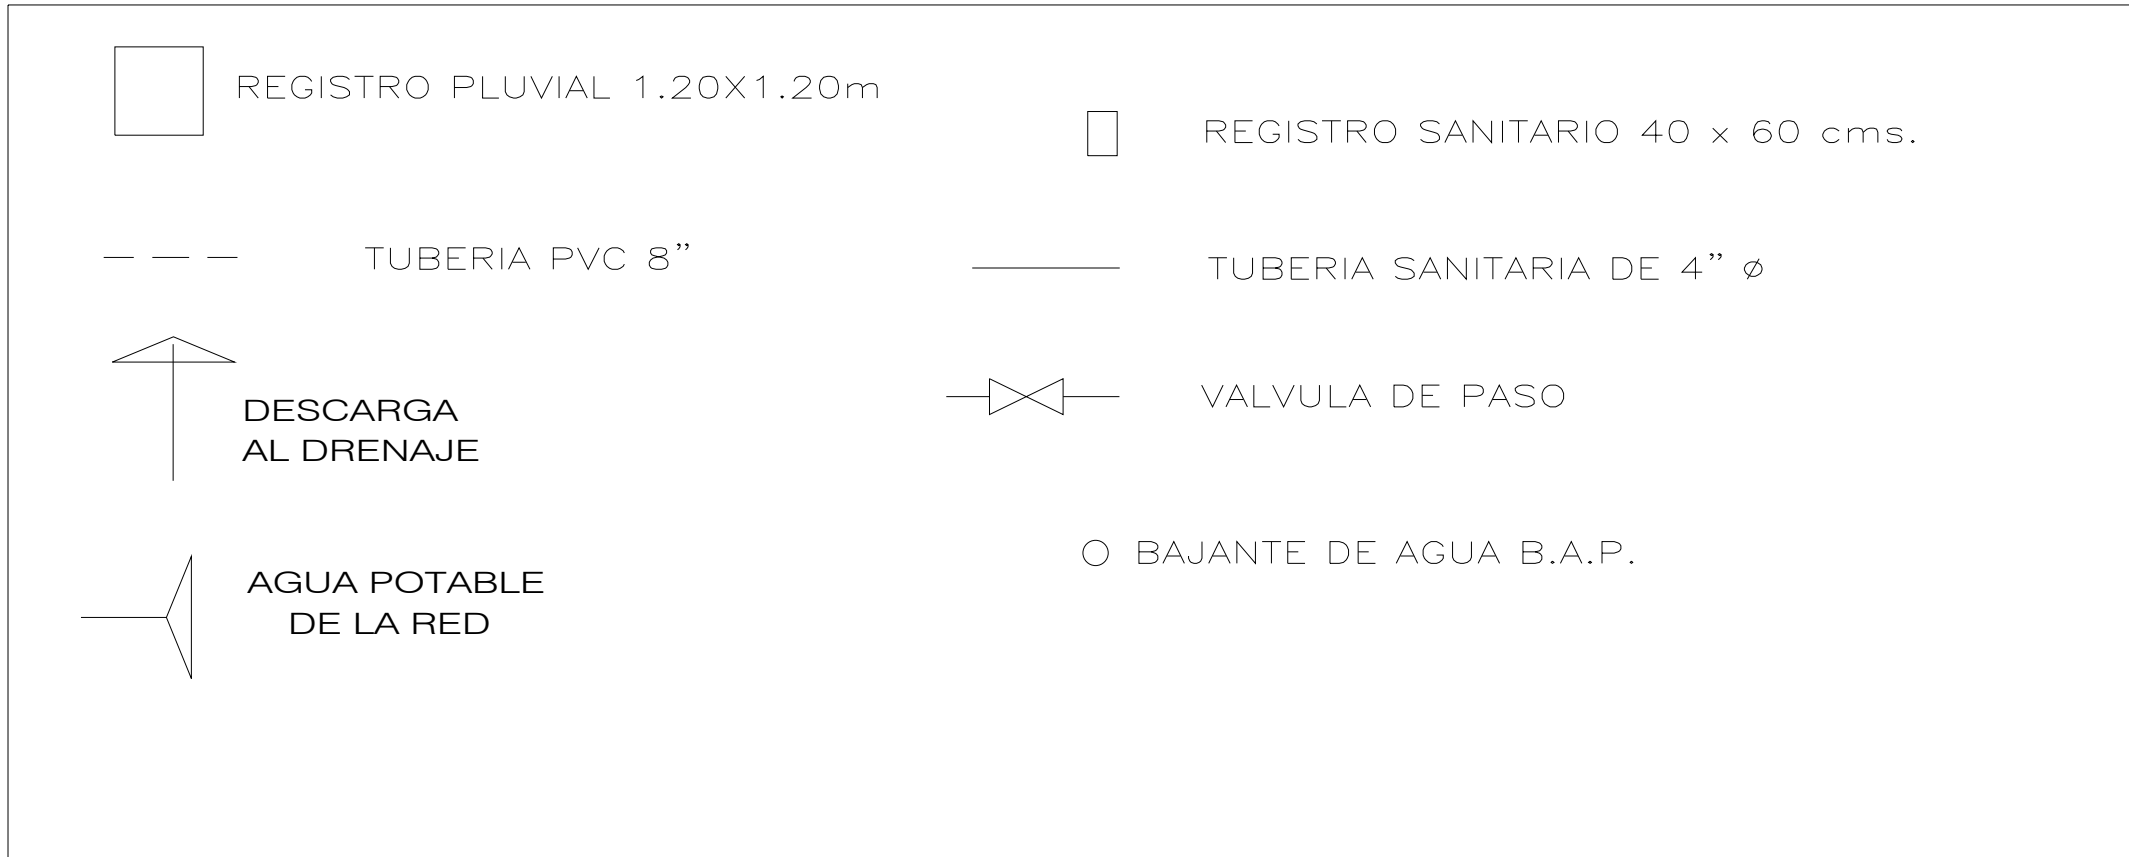 REGISTRO PLUVIAL 1.20X1.20m
TUBERIA PVC 8”
DESCARGA
AL DRENAJE
AGUA POTABLE
DE LA RED
REGISTRO SANITARIO 40 x 60 cms.
TUBERIA SANITARIA DE 4” ø
VALVULA DE PASO
BAJANTE DE AGUA B.A.P.